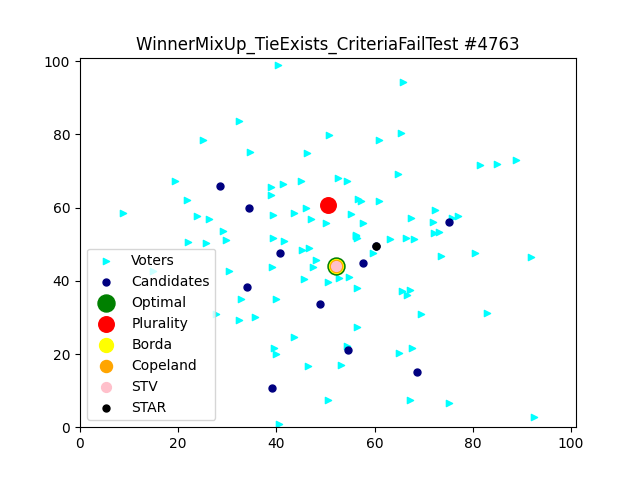 WinnerMixUp_TieExists_CriteriaFailTest #4763
100
80
60
40
20
0
Voters
Candidates
Optimal
Plurality
Borda
Copeland
STV
STAR
0 20 40 60 80 100